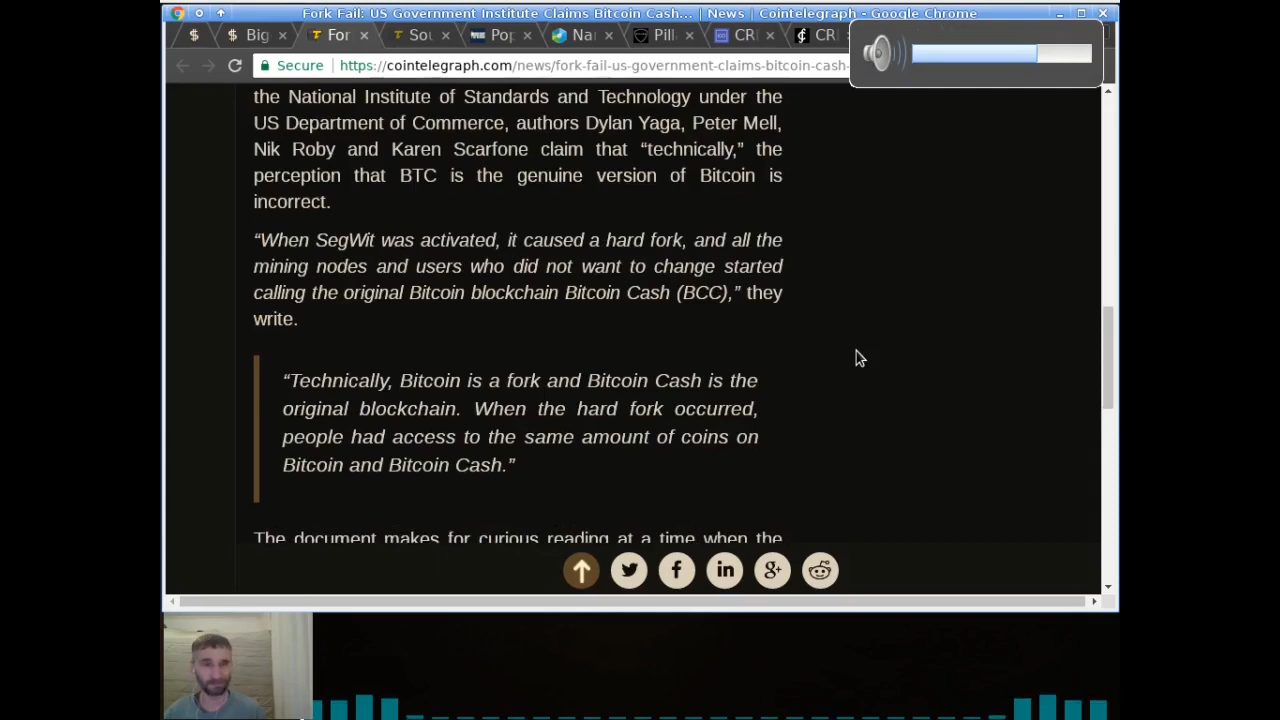 Fork Fail: US Government Institute Claims Bitcoin Cash... | News | Cointelegraph - Google Chrome
$ $ Big × T For × T Sou × Pop × Nar × Pill × CRI × CRI
Secure https://cointelegraph.com/news/fork-fail-us-government-claims-bitcoin-cash-
the National Institute of Standards and Technology under the
US Department of Commerce, authors Dylan Yaga, Peter Mell,
Nik Roby and Karen Scarfone claim that “technically,” the
perception that BTC is the genuine version of Bitcoin is
incorrect.
“When SegWit was activated, it caused a hard fork, and all the
mining nodes and users who did not want to change started
calling the original Bitcoin blockchain Bitcoin Cash (BCC),” they
write.
“Technically, Bitcoin is a fork and Bitcoin Cash is the
original blockchain. When the hard fork occurred,
people had access to the same amount of coins on
Bitcoin and Bitcoin Cash.”
The document makes for curious reading at a time when the
f in g+